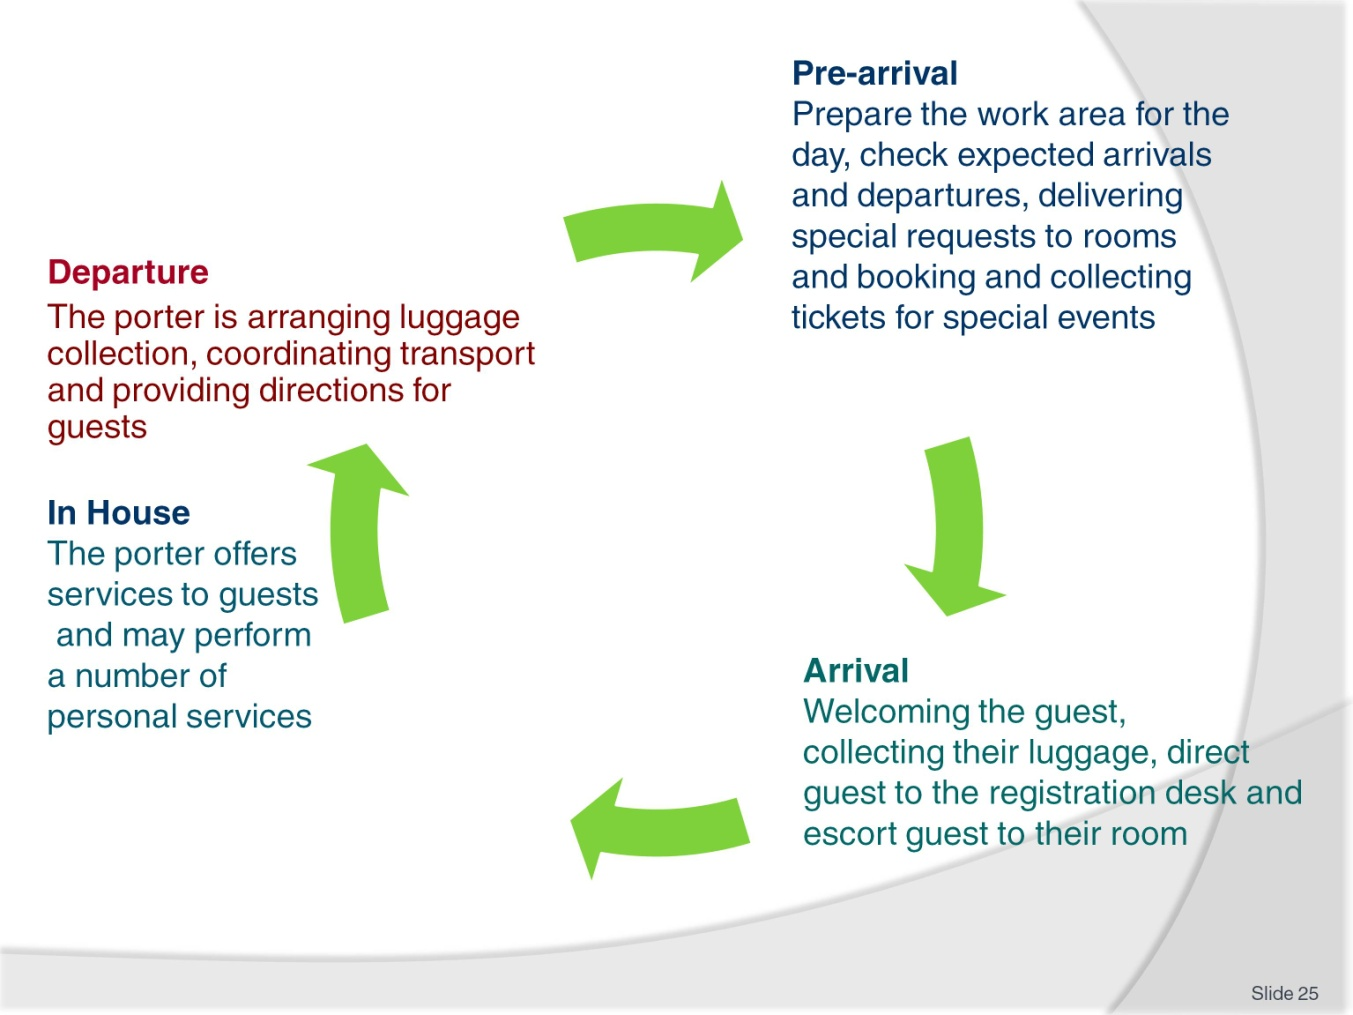 Pre-arrival
Prepare the work area for the
day, check expected arrivals
and departures, delivering
special requests to rooms
and booking and collecting
tickets for special events
Departure
The porter is arranging luggage
collection, coordinating transport
and providing directions for
guests
In House
The porter offers
services to guests
and may perform
a number of
personal services
Arrival
Welcoming the guest,
collecting their luggage, direct
guest to the registration desk and
escort guest to their room
Slide 25